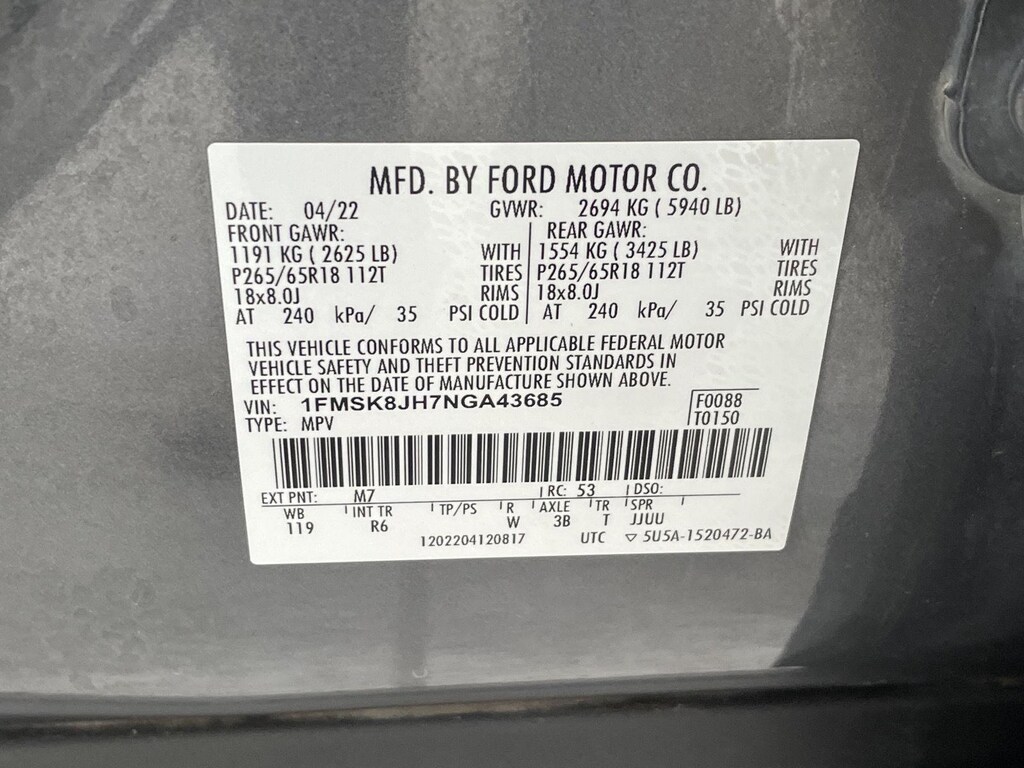 MFD. BY FORD MOTOR CO.
DATE: 04/22 GVWR: 2694 KG ( 5940 LB)
FRONT GAWR: REAR GAWR:
1191 KG ( 2625 LB) WITH 1554 KG ( 3425 LB) WITH
P265/65R18 112T TIRES P265/65R18 112T TIRES
18x8.0J RIMS 18x8.0J RIMS
AT 240 kPa/ 35 PSI COLD AT 240 kPa/ 35 PSI COLD
THIS VEHICLE CONFORMS TO ALL APPLICABLE FEDERAL MOTOR
VEHICLE SAFETY AND THEFT PREVENTION STANDARDS IN
EFFECT ON THE DATE OF MANUFACTURE SHOWN ABOVE.
VIN: 1FMSK8JH7NGA43685 F0088
TYPE: MPV T0150
EXT PNT: M7 RC: 53 DSO:
WB INT TR TP/PS R AXLE TR SPR
119 R6 W 3B T JJUU
1202204120817 UTC ▽ 5U5A-1520472-BA